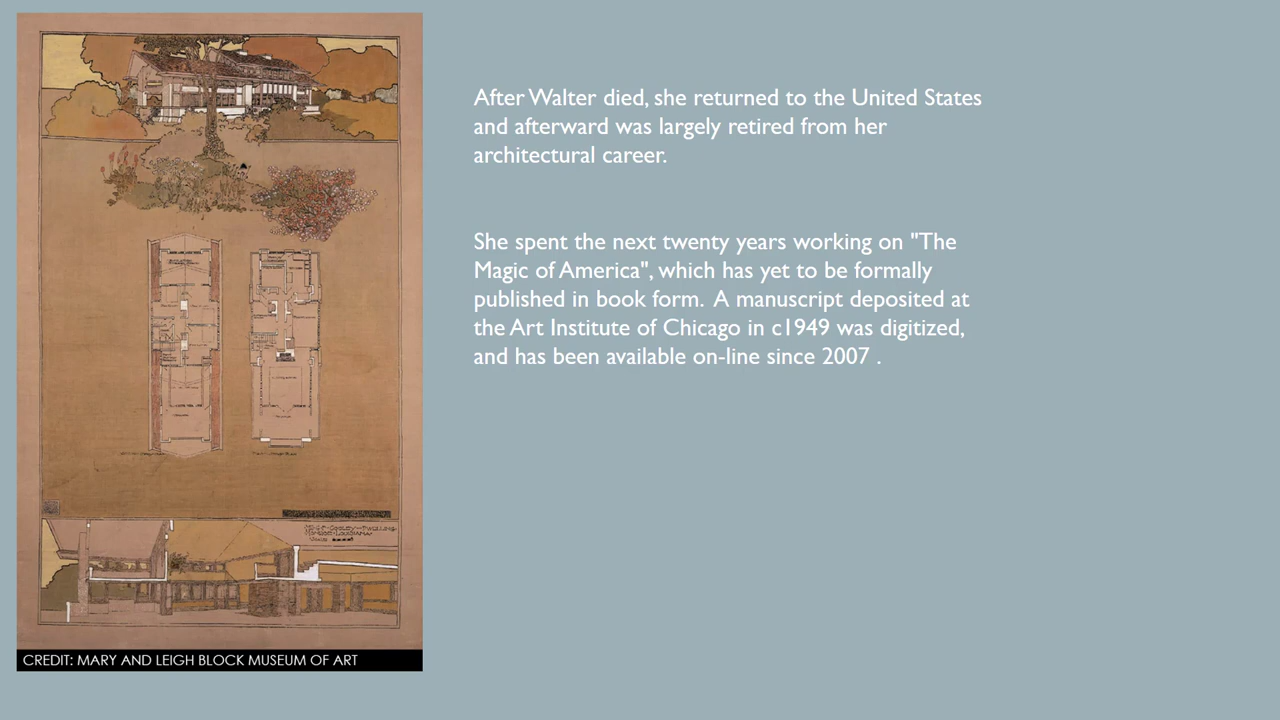 After Walter died, she returned to the United States
and afterward was largely retired from her
architectural career.
She spent the next twenty years working on "The
Magic of America", which has yet to be formally
published in book form. A manuscript deposited at
the Art Institute of Chicago in c1949 was digitized,
and has been available on-line since 2007 .
CREDIT: MARY AND LEIGH BLOCK MUSEUM OF ART